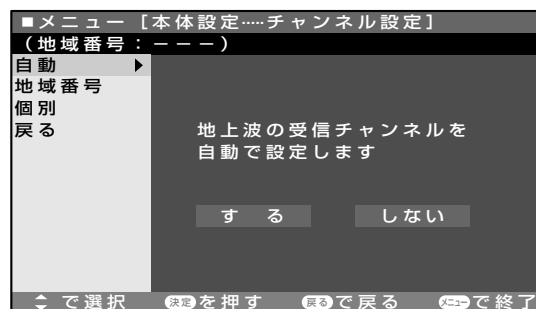 ■メニュー [本体設定……チャンネル設定]
(地域番号:ーーー)
自動
地域番号
個別
戻る
地上波の受信チャンネルを
自動で設定します
する しない
で選択 決定を押す 戻るで戻る メニューで終了